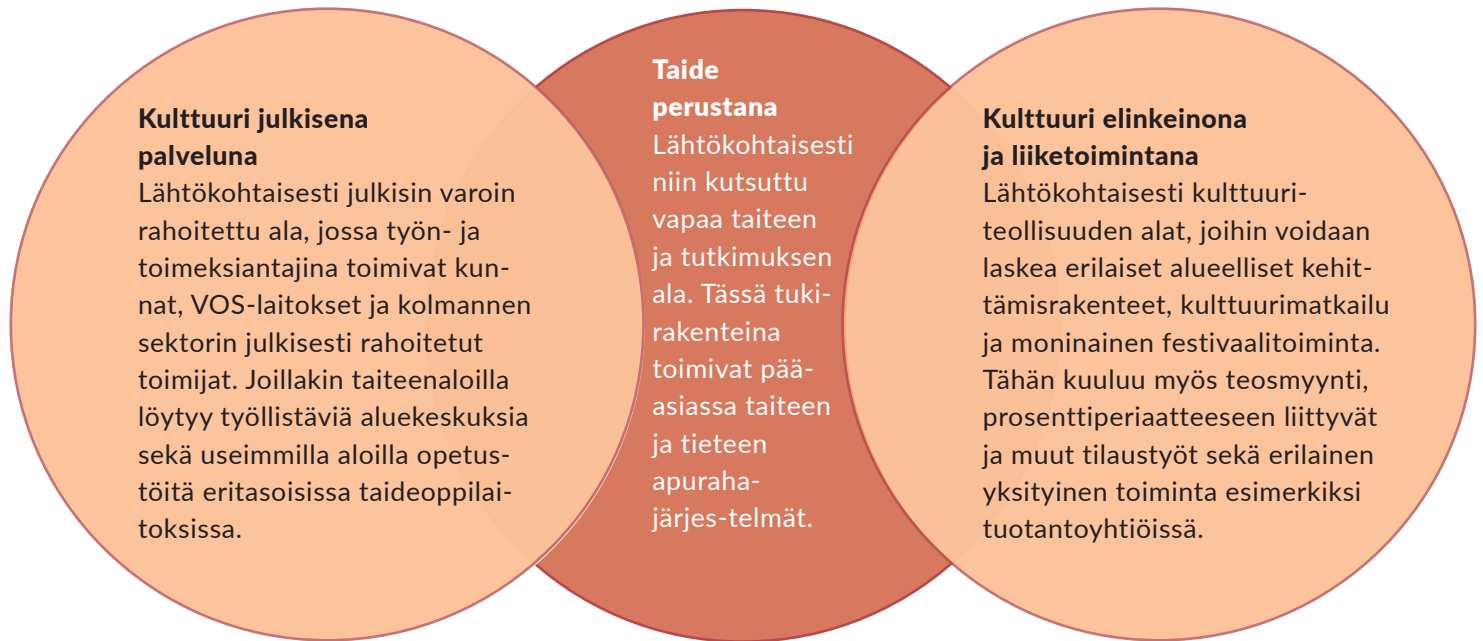 Kulttuuri julkisena
palveluna
Lähtökohtaisesti julkisin varoin
rahoitettu ala, jossa työn- ja
toimeksiantajina toimivat kun-
nat, VOS-laitokset ja kolmannen
sektorin julkisesti rahoitetut
toimijat. Joillakin taiteenaloilla
löytyy työllistäviä aluekeskuksia
sekä useimmilla aloilla opetus-
töitä eritasoisissa taideoppilai-
toksissa.
Taide
perustana
Lähtökohtaisesti
niin kutsuttu
vapaa taiteen
ja tutkimuksen
ala. Tässä tuki-
rakenteina
toimivat pää-
asiassa taiteen
ja tieteen
apuraha-
järjes-telmät.
Kulttuuri elinkeinona
ja liiketoimintana
Lähtökohtaisesti kulttuuri-
teollisuuden alat, joihin voidaan
laskea erilaiset alueelliset kehit-
tämisrakenteet, kulttuurimatkailu
ja moninainen festivaalitoiminta.
Tähän kuuluu myös teosmyynti,
prosenttiperiaatteeseen liittyvät
ja muut tilaustyöt sekä erilainen
yksityinen toiminta esimerkiksi
tuotantoyhtiöissä.